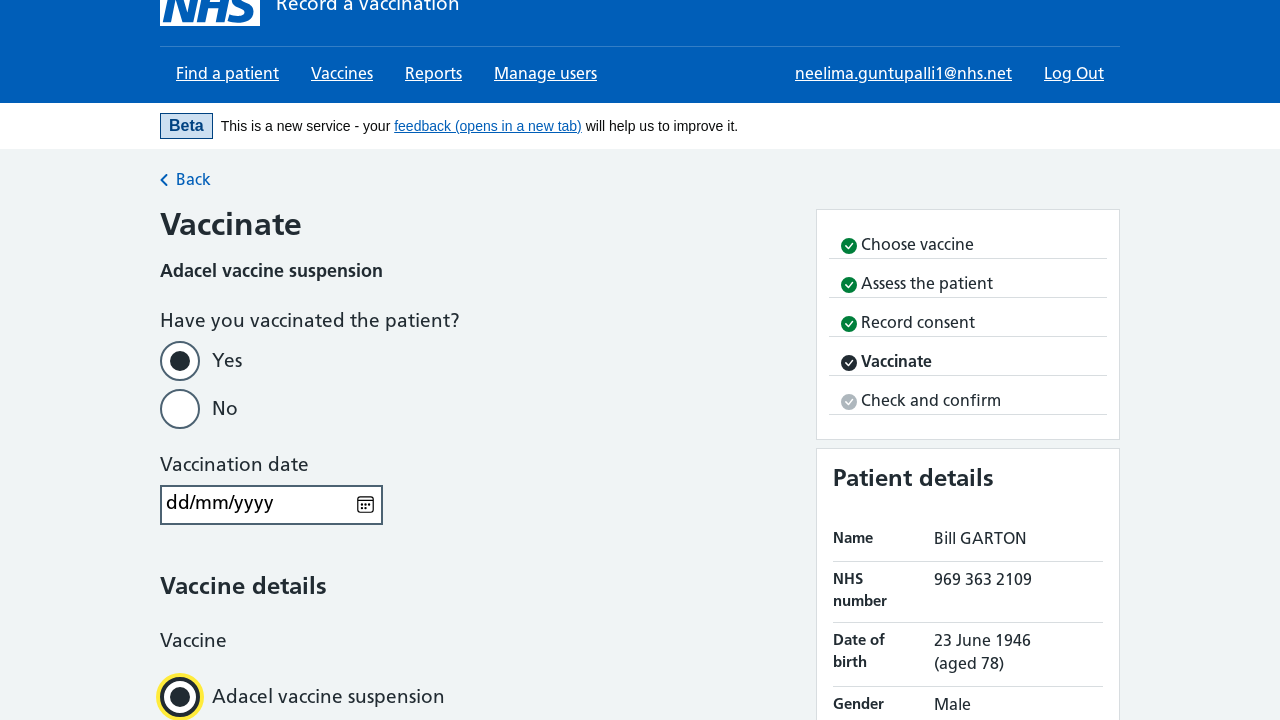 NHS Record a vaccination
Find a patient Vaccines Reports Manage users neelima.guntupalli1@nhs.net Log Out
Beta This is a new service - your feedback (opens in a new tab) will help us to improve it.
Back
Vaccinate
Adacel vaccine suspension
Have you vaccinated the patient?
Yes
No
Vaccination date
dd/mm/yyyy
Vaccine details
Vaccine
Adacel vaccine suspension
Choose vaccine
Assess the patient
Record consent
Vaccinate
Check and confirm
Patient details
Name Bill GARTON
NHS number 969 363 2109
Date of birth 23 June 1946 (aged 78)
Gender Male